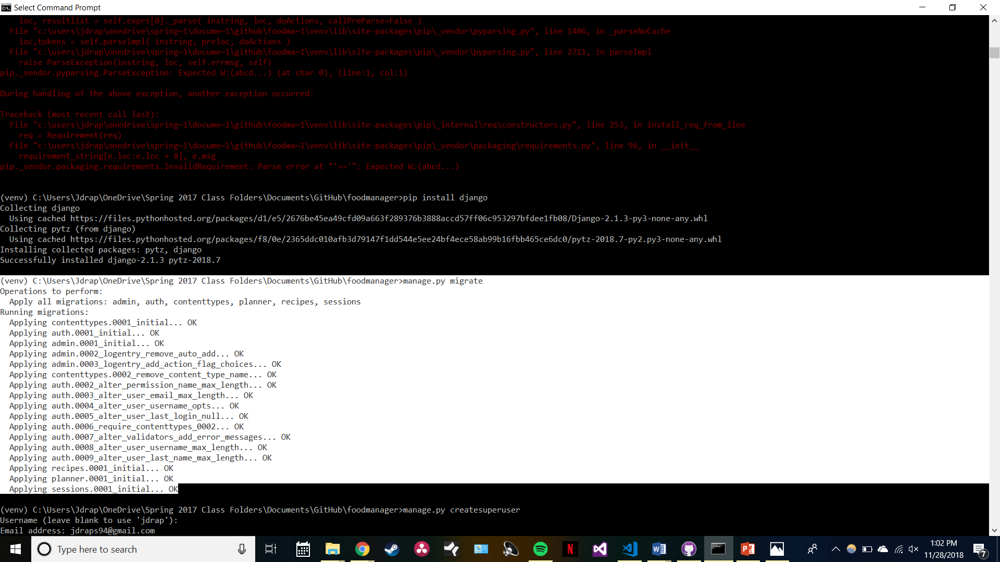 Select Command Prompt
    loc, resultlist = self.exprs[0]._parse( instring, loc, doActions, callPreParse=False )
  File "c:\users\jdrap\onedrive\spring~1\docume~1\github\foodma~1\venv\lib\site-packages\pip\_vendor\pyparsing.py", line 1406, in _parseNoCache
    loc,tokens = self.parseImpl( instring, preloc, doActions )
  File "c:\users\jdrap\onedrive\spring~1\docume~1\github\foodma~1\venv\lib\site-packages\pip\_vendor\pyparsing.py", line 2711, in parseImpl
    raise ParseException(instring, loc, self.errmsg, self)
pip._vendor.pyparsing.ParseException: Expected W:(abcd...) (at char 0), (line:1, col:1)
During handling of the above exception, another exception occurred:
Traceback (most recent call last):
  File "c:\users\jdrap\onedrive\spring~1\docume~1\github\foodma~1\venv\lib\site-packages\pip\_internal\req\constructors.py", line 253, in install_req_from_line
    req = Requirement(req)
  File "c:\users\jdrap\onedrive\spring~1\docume~1\github\foodma~1\venv\lib\site-packages\pip\_vendor\packaging\requirements.py", line 96, in __init__
    requirement_string[e.loc:e.loc + 8], e.msg
pip._vendor.packaging.requirements.InvalidRequirement: Parse error at "'=='": Expected W:(abcd...)
(venv) C:\Users\Jdrap\OneDrive\Spring 2017 Class Folders\Documents\GitHub\foodmanager>pip install django
Collecting django
  Using cached https://files.pythonhosted.org/packages/d1/e5/2676be45ea49cfd09a663f289376b3888accd57ff06c953297bfdee1fb08/Django-2.1.3-py3-none-any.whl
Collecting pytz (from django)
  Using cached https://files.pythonhosted.org/packages/f8/0e/2365ddc010afb3d79147f1dd544e5ee24bf4ece58ab99b16fbb465ce6dc0/pytz-2018.7-py2.py3-none-any.whl
Installing collected packages: pytz, django
Successfully installed django-2.1.3 pytz-2018.7
(venv) C:\Users\Jdrap\OneDrive\Spring 2017 Class Folders\Documents\GitHub\foodmanager>manage.py migrate
Operations to perform:
  Apply all migrations: admin, auth, contenttypes, planner, recipes, sessions
Running migrations:
  Applying contenttypes.0001_initial... OK
  Applying auth.0001_initial... OK
  Applying admin.0001_initial... OK
  Applying admin.0002_logentry_remove_auto_add... OK
  Applying admin.0003_logentry_add_action_flag_choices... OK
  Applying contenttypes.0002_remove_content_type_name... OK
  Applying auth.0002_alter_permission_name_max_length... OK
  Applying auth.0003_alter_user_email_max_length... OK
  Applying auth.0004_alter_user_username_opts... OK
  Applying auth.0005_alter_user_last_login_null... OK
  Applying auth.0006_require_contenttypes_0002... OK
  Applying auth.0007_alter_validators_add_error_messages... OK
  Applying auth.0008_alter_user_username_max_length... OK
  Applying auth.0009_alter_user_last_name_max_length... OK
  Applying recipes.0001_initial... OK
  Applying planner.0001_initial... OK
  Applying sessions.0001_initial... OK
(venv) C:\Users\Jdrap\OneDrive\Spring 2017 Class Folders\Documents\GitHub\foodmanager>manage.py createsuperuser
Username (leave blank to use 'jdrap'):
Email address: jdraps94@gmail.com
Type here to search
1:02 PM
11/28/2018
7